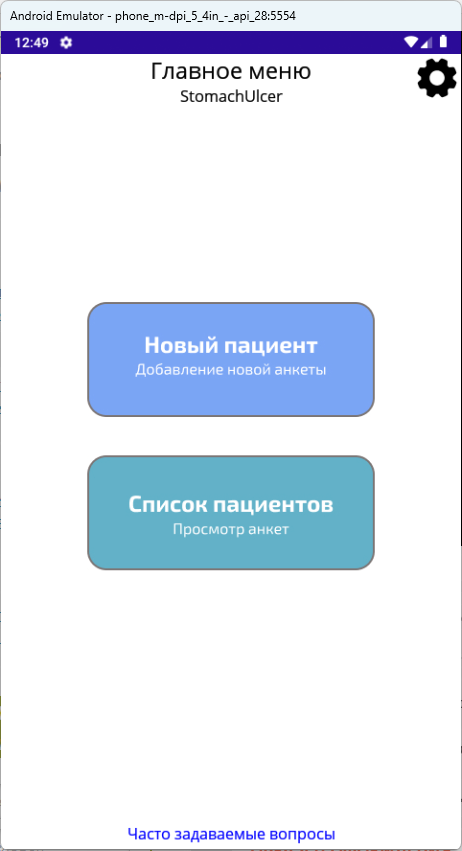 Android Emulator - phone_m-dpi_5_4in_-_api_28:5554
12:49
Главное меню
StomachUlcer
Новый пациент
Добавление новой анкеты
Список пациентов
Просмотр анкет
Часто задаваемые вопросы